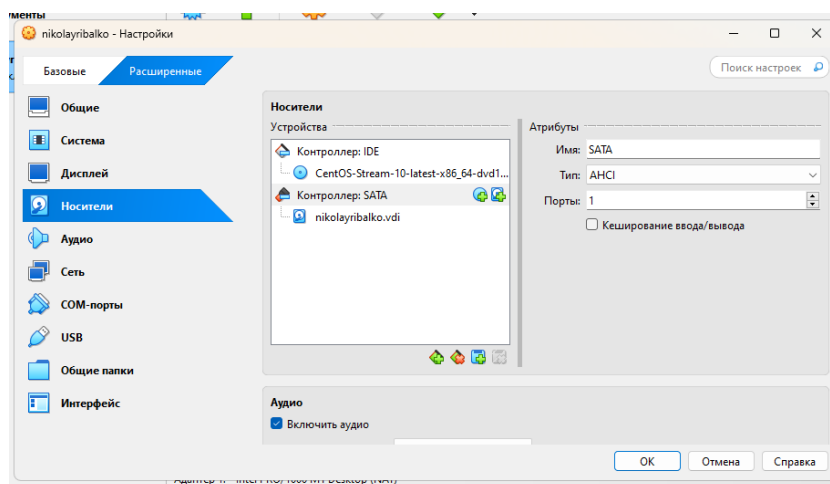 ументы
nikolayribalko - Настройки
Базовые
Расширенные
Поиск настроек
Общие
Система
Дисплей
Носители
Аудио
Сеть
COM-порты
USB
Общие папки
Интерфейс
Носители
Устройства
Контроллер: IDE
CentOS-Stream-10-latest-x86_64-dvd1...
Контроллер: SATA
nikolayribalko.vdi
Атрибуты
Имя: SATA
Тип: AHCI
Порты: 1
Кеширование ввода/вывода
Аудио
Включить аудио
OK
Отмена
Справка